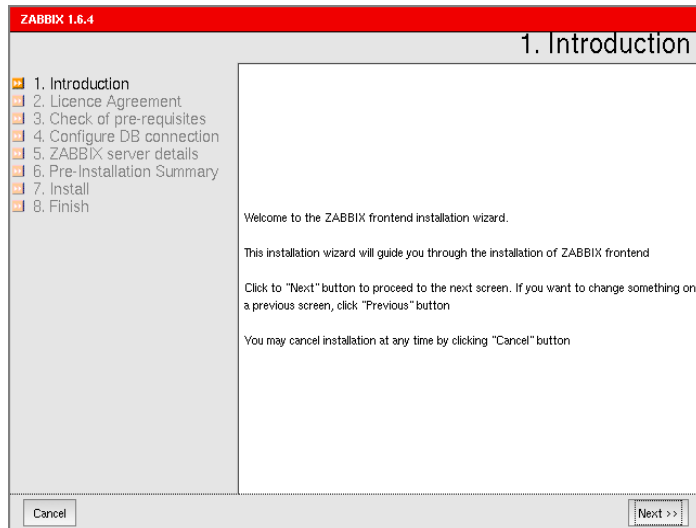 ZABBIX 1.6.4
1. Introduction
1. Introduction
2. Licence Agreement
3. Check of pre-requisites
4. Configure DB connection
5. ZABBIX server details
6. Pre-Installation Summary
7. Install
8. Finish
Welcome to the ZABBIX frontend installation wizard.
This installation wizard will guide you through the installation of ZABBIX frontend
Click to "Next" button to proceed to the next screen. If you want to change something on
a previous screen, click "Previous" button
You may cancel installation at any time by clicking "Cancel" button
Cancel
Next >>